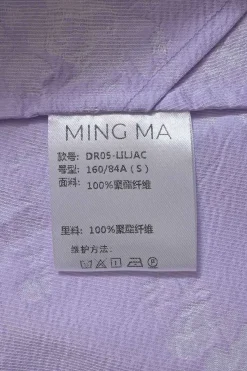 MING MA
款号: DR05-LILJAC
号型: 160/84A ( S )
面料: 100%聚酯纤维
里料: 100%聚酯纤维
维护方法: